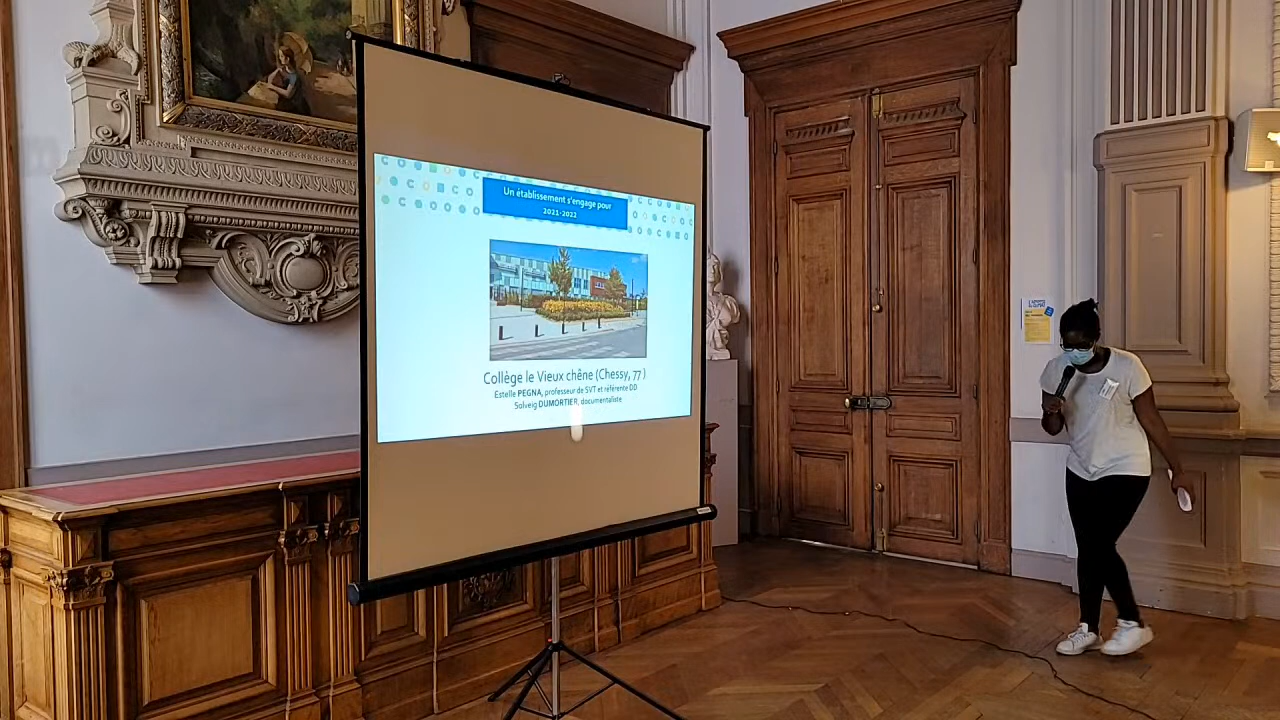 Un établissement s'engage pour
2021-2022
Collège le Vieux chêne (Chessy, 77 )
Estelle PEGNA, professeur de SVT et référente DD
Solveig DUMORTIER, documentaliste